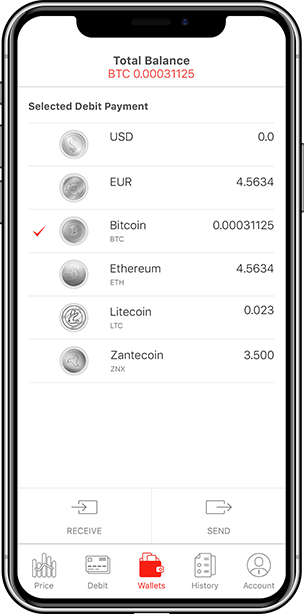 Total Balance
BTC 0.00031125
Selected Debit Payment
USD 0.0
EUR 4.5634
Bitcoin 0.00031125
BTC
Ethereum 4.5634
ETH
Litecoin 0.023
LTC
Zantecoin 3.500
ZNX
RECEIVE SEND
Price Debit Wallets History Account